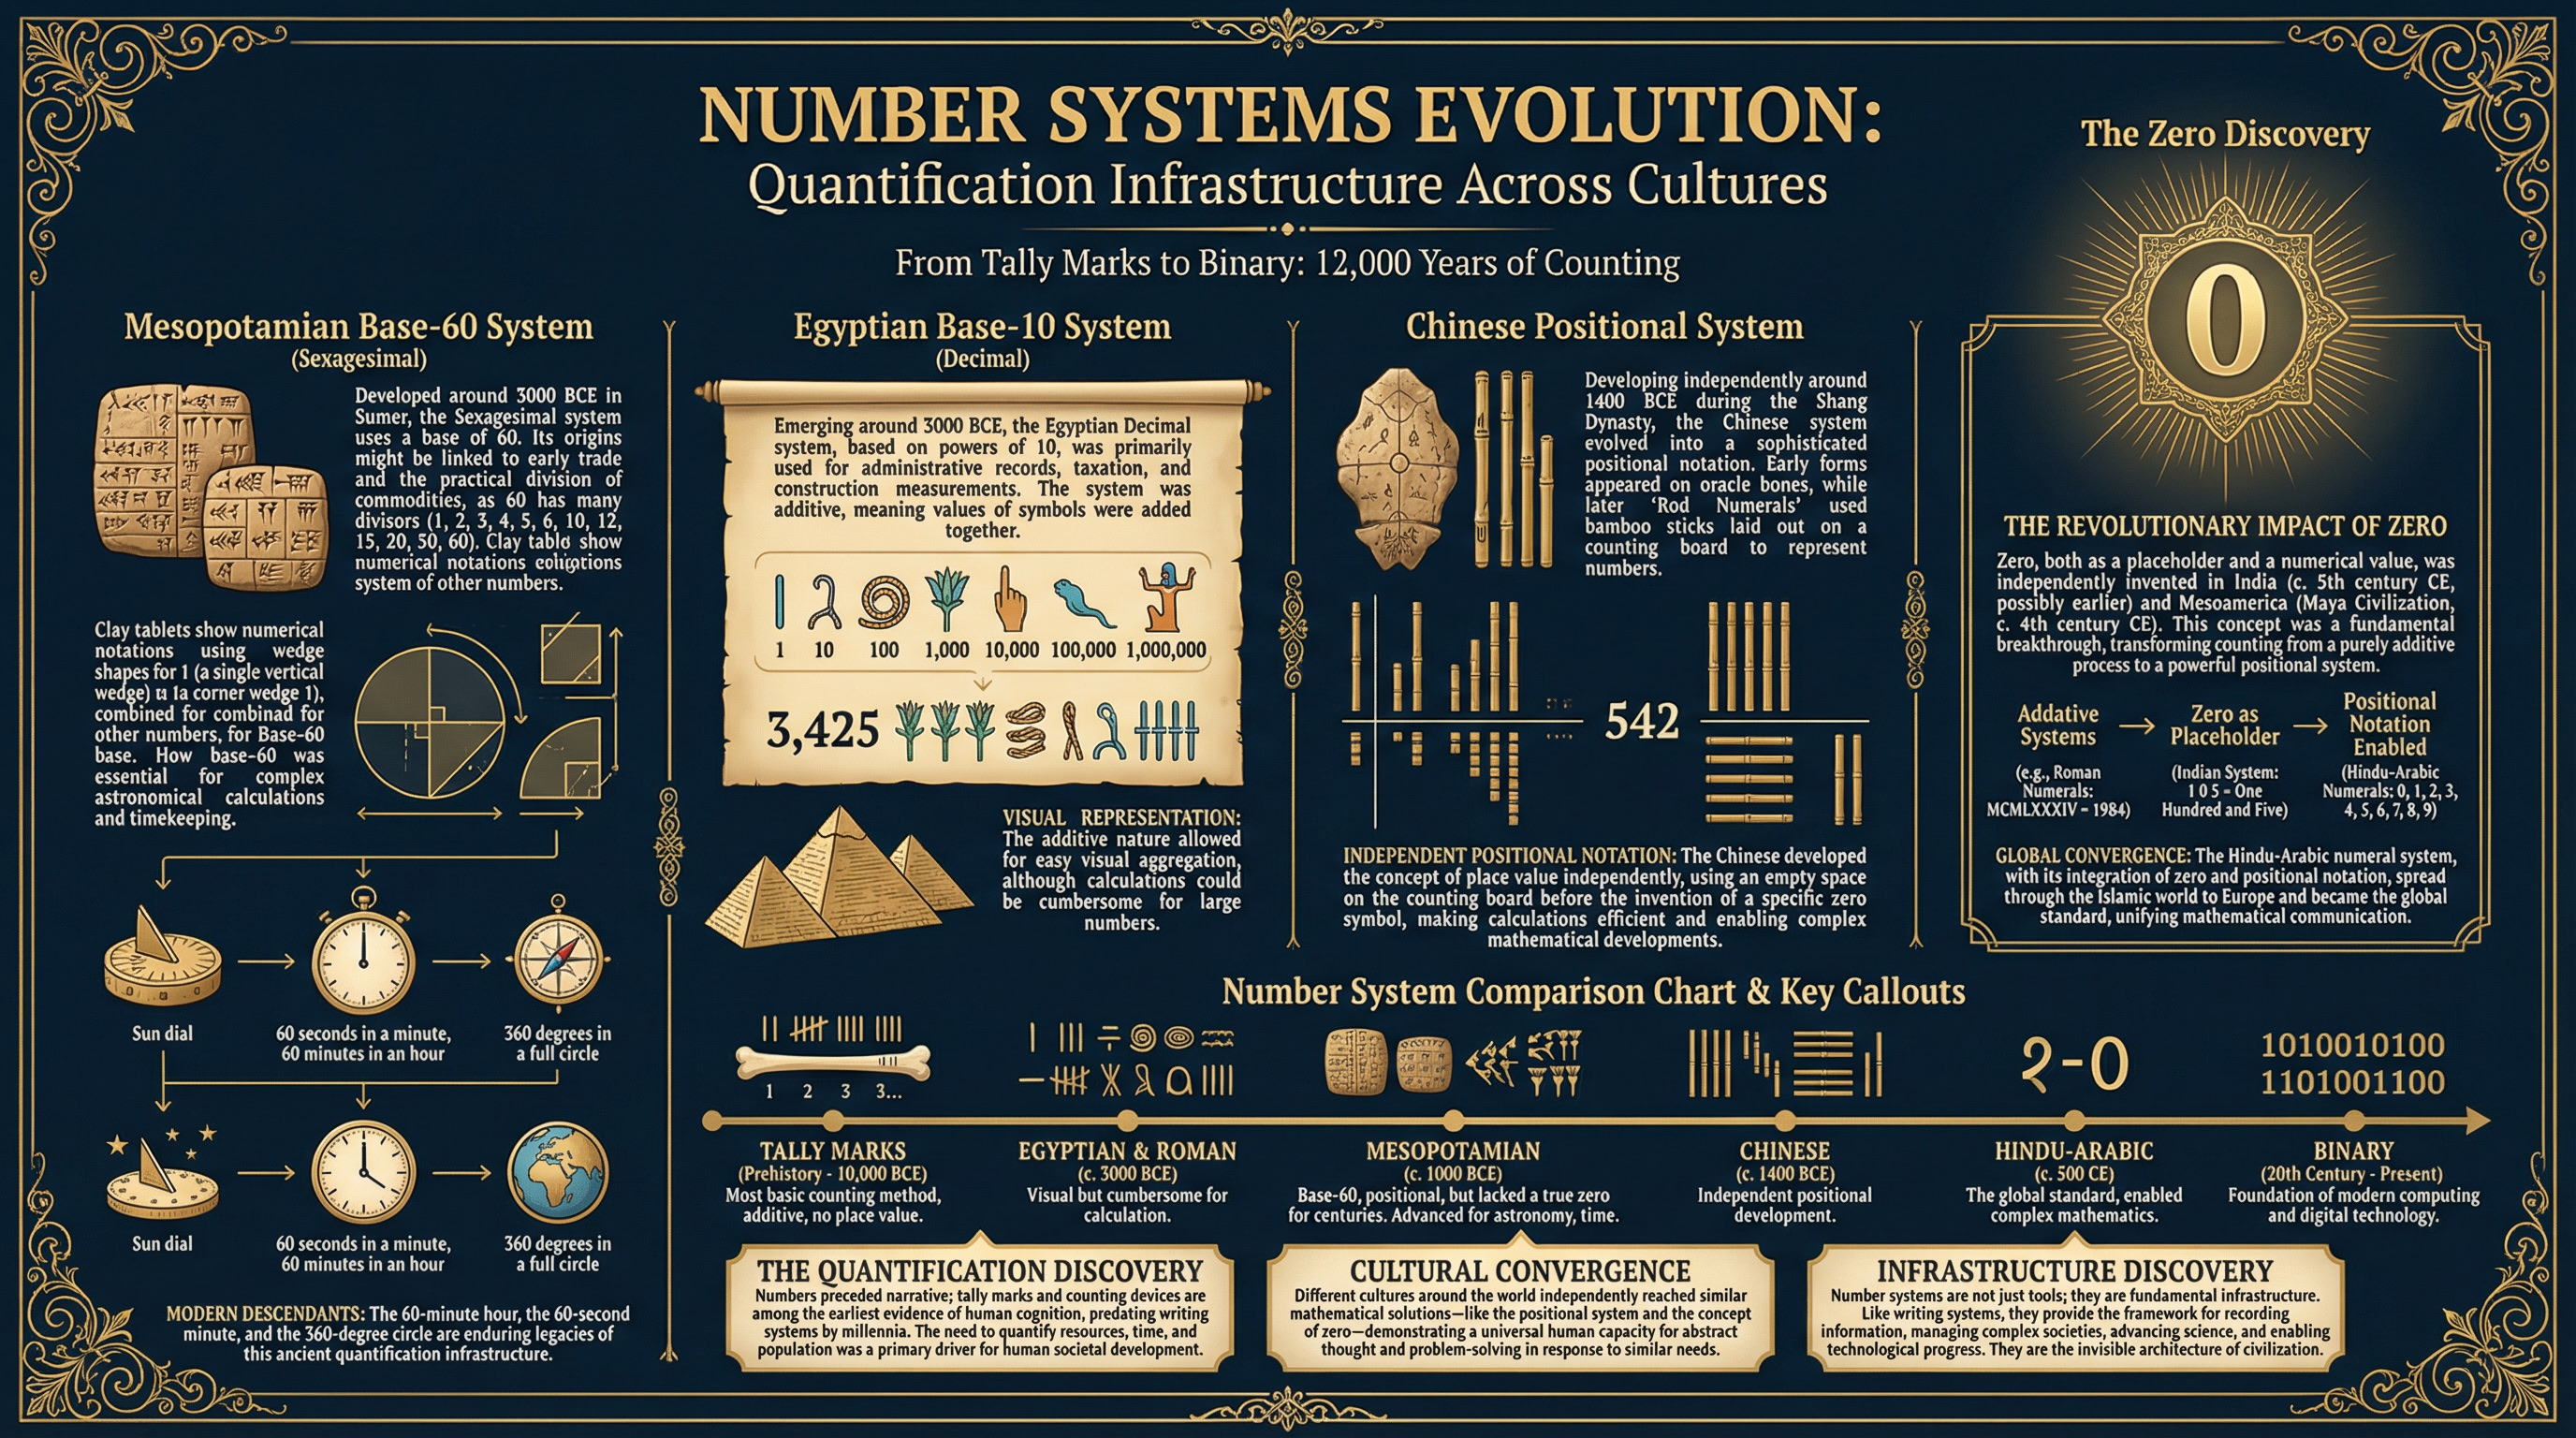 NUMBER SYSTEMS EVOLUTION:
Quantification Infrastructure Across Cultures
From Tally Marks to Binary: 12,000 Years of Counting
Mesopotamian Base-60 System
(Sexagesimal)
Developed around 3000 BCE in
Sumer, the Sexagesimal system
uses a base of 60. Its origins
might be linked to early trade
and the practical division of
commodities, as 60 has many
divisors (1, 2, 3, 4, 5, 6, 10, 12,
15, 20, 50, 60). Clay show
numerical notations
system of other numbers.
Clay tablets show numerical
notations using wedge
shapes for 1 (a single vertical
wedge) 1a corner wedge 1),
combined for combinad for
other numbers, for Base-60
base. How base-60 was
essential for complex
astronomical calculations
and timekeeping.
Sun dial
60 seconds in a minute,
60 minutes in an hour
360 degrees in
a full circle
Sun dial
60 seconds in a minute,
60 minutes in an hour
360 degrees in
a full circle
MODERN DESCENDANTS: The 60-minute hour, the 60-second
minute, and the 360-degree circle are enduring legacies of
this ancient quantification infrastructure.
Egyptian Base-10 System
(Decimal)
Emerging around 3000 BCE, the Egyptian Decimal
system, based on powers of 10, was primarily
used for administrative records, taxation, and
construction measurements. The system was
additive, meaning values of symbols were added
together.
1 10 100 1,000 10,000 100,000 1,000,000
3,425
VISUAL REPRESENTATION:
The additive nature allowed
for easy visual aggregation,
although calculations could
be cumbersome for large
numbers.
Chinese Positional System
Developing independently around
1400 BCE during the Shang
Dynasty, the Chinese system
evolved into a sophisticated
positional notation. Early forms
appeared on oracle bones, while
later ‘Rod Numerals’ used
bamboo sticks laid out on a
counting board to represent
numbers.
542
INDEPENDENT POSITIONAL NOTATION: The Chinese developed
the concept of place value independently, using an empty space
on the counting board before the invention of a specific zero
symbol, making calculations efficient and enabling complex
mathematical developments.
The Zero Discovery
0
THE REVOLUTIONARY IMPACT OF ZERO
Zero, both as a placeholder and a numerical value, was
independently invented in India (c. 5th century CE,
possibly earlier) and Mesoamerica (Maya Civilization,
c. 4th century CE). This concept was a fundamental
breakthrough, transforming counting from a purely additive
process to a powerful positional system.
Addative
Systems
(e.g., Roman
Numerals:
MCMLXXXIV – 1984)
Zero as
Placeholder
(Indian System:
1 0 5 = One
Hundred and Five)
Positional
Notation
Enabled
(Hindu-Arabic
Numerals: 0, 1, 2, 3,
4, 5, 6, 7, 8, 9)
GLOBAL CONVERGENCE: The Hindu-Arabic numeral system,
with its integration of zero and positional notation, spread
through the Islamic world to Europe and became the global
standard, unifying mathematical communication.
Number System Comparison Chart & Key Callouts
1 2 3 3...
TALLY MARKS
(Prehistory - 10,000 BCE)
Most basic counting method,
additive, no place value.
EGYPTIAN & ROMAN
(c. 3000 BCE)
Visual but cumbersome for
calculation.
MESOPOTAMIAN
(c. 1000 BCE)
Base-60, positional, but lacked a true zero
for centuries. Advanced for astronomy, time.
CHINESE
(c. 1400 BCE)
Independent positional
development.
२-0
HINDU-ARABIC
(c. 500 CE)
The global standard, enabled
complex mathematics.
1010010100
1101001100
BINARY
(20th Century - Present)
Foundation of modern computing
and digital technology.
THE QUANTIFICATION DISCOVERY
Numbers preceded narrative; tally marks and counting devices are
among the earliest evidence of human cognition, predating writing
systems by millennia. The need to quantify resources, time, and
population was a primary driver for human societal development.
CULTURAL CONVERGENCE
Different cultures around the world independently reached similar
mathematical solutions—like the positional system and the concept
of zero—demonstrating a universal human capacity for abstract
thought and problem-solving in response to similar needs.
INFRASTRUCTURE DISCOVERY
Number systems are not just tools; they are fundamental infrastructure.
Like writing systems, they provide the framework for recording
information, managing complex societies, advancing science, and enabling
technological progress. They are the invisible architecture of civilization.